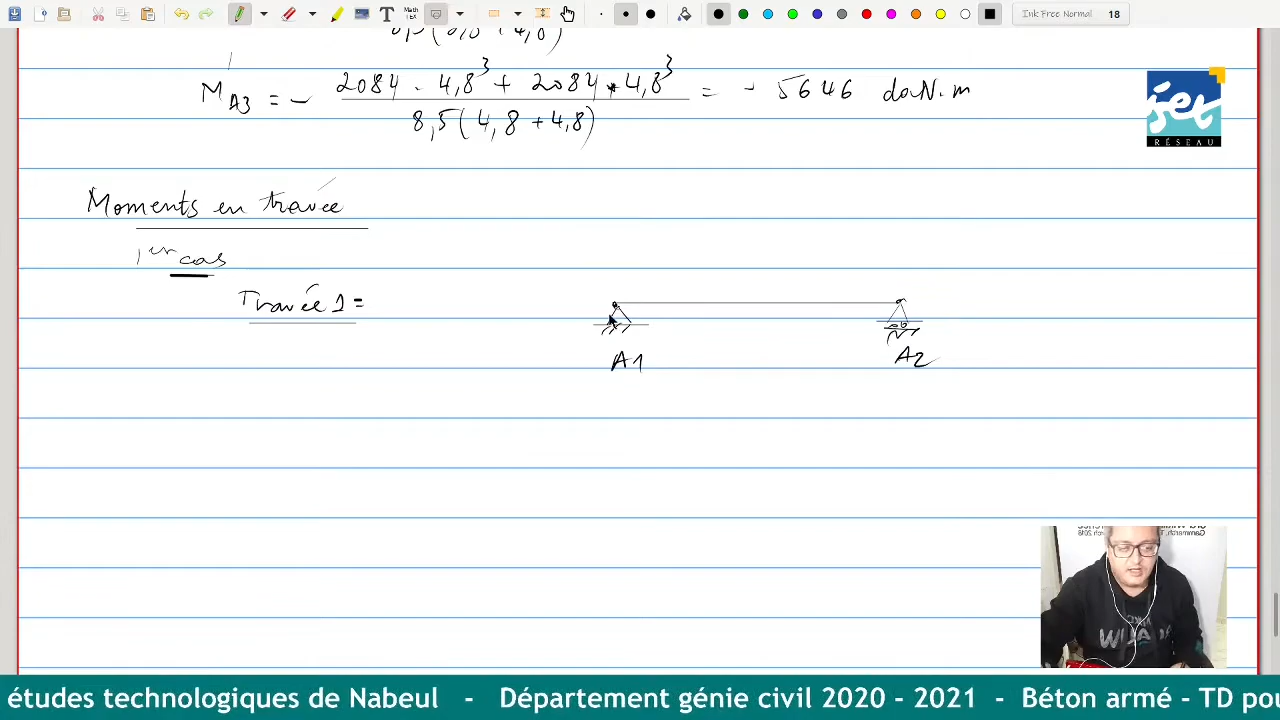 Ink Free Normal 18
M'A3 = - 2084 . 4,8³ + 2084 * 4,8³ = - 5646 daN.m
8,5(4,8 + 4,8)
iset
RÉSEAU
Moments en travée
1er cas
Travée 1 =
A1 A2
études technologiques de Nabeul - Département génie civil 2020 - 2021 - Béton armé - TD pou